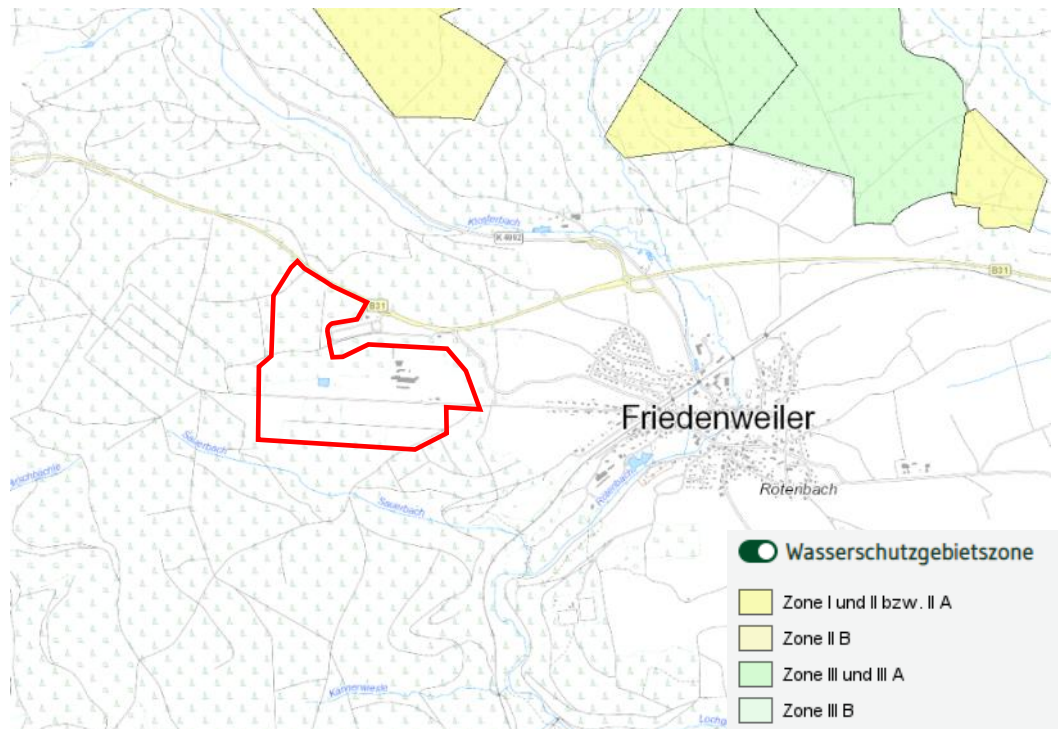 Klosterbach
K 4992
B31
B31
Friedenweiler
Sauerbach
Sauerbach
Rotenbach
Rotenbach
Kännerwiesle
Wasserschutzgebietszone
Zone I und II bzw. II A
Zone II B
Zone III und III A
Zone III B